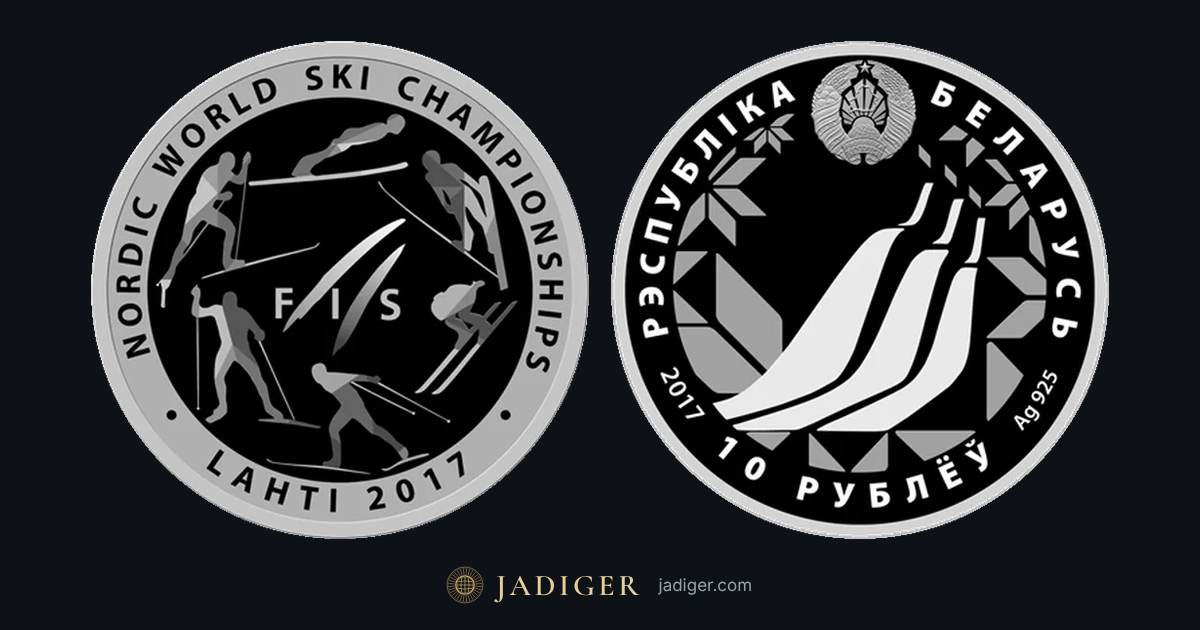 NORDIC WORLD SKI CHAMPIONSHIPS
FIS
LAHTI 2017
РЭСПУБЛІКА БЕЛАРУСЬ
2017
Ag 925
10 РУБЛЁЎ
JADIGER jadiger.com